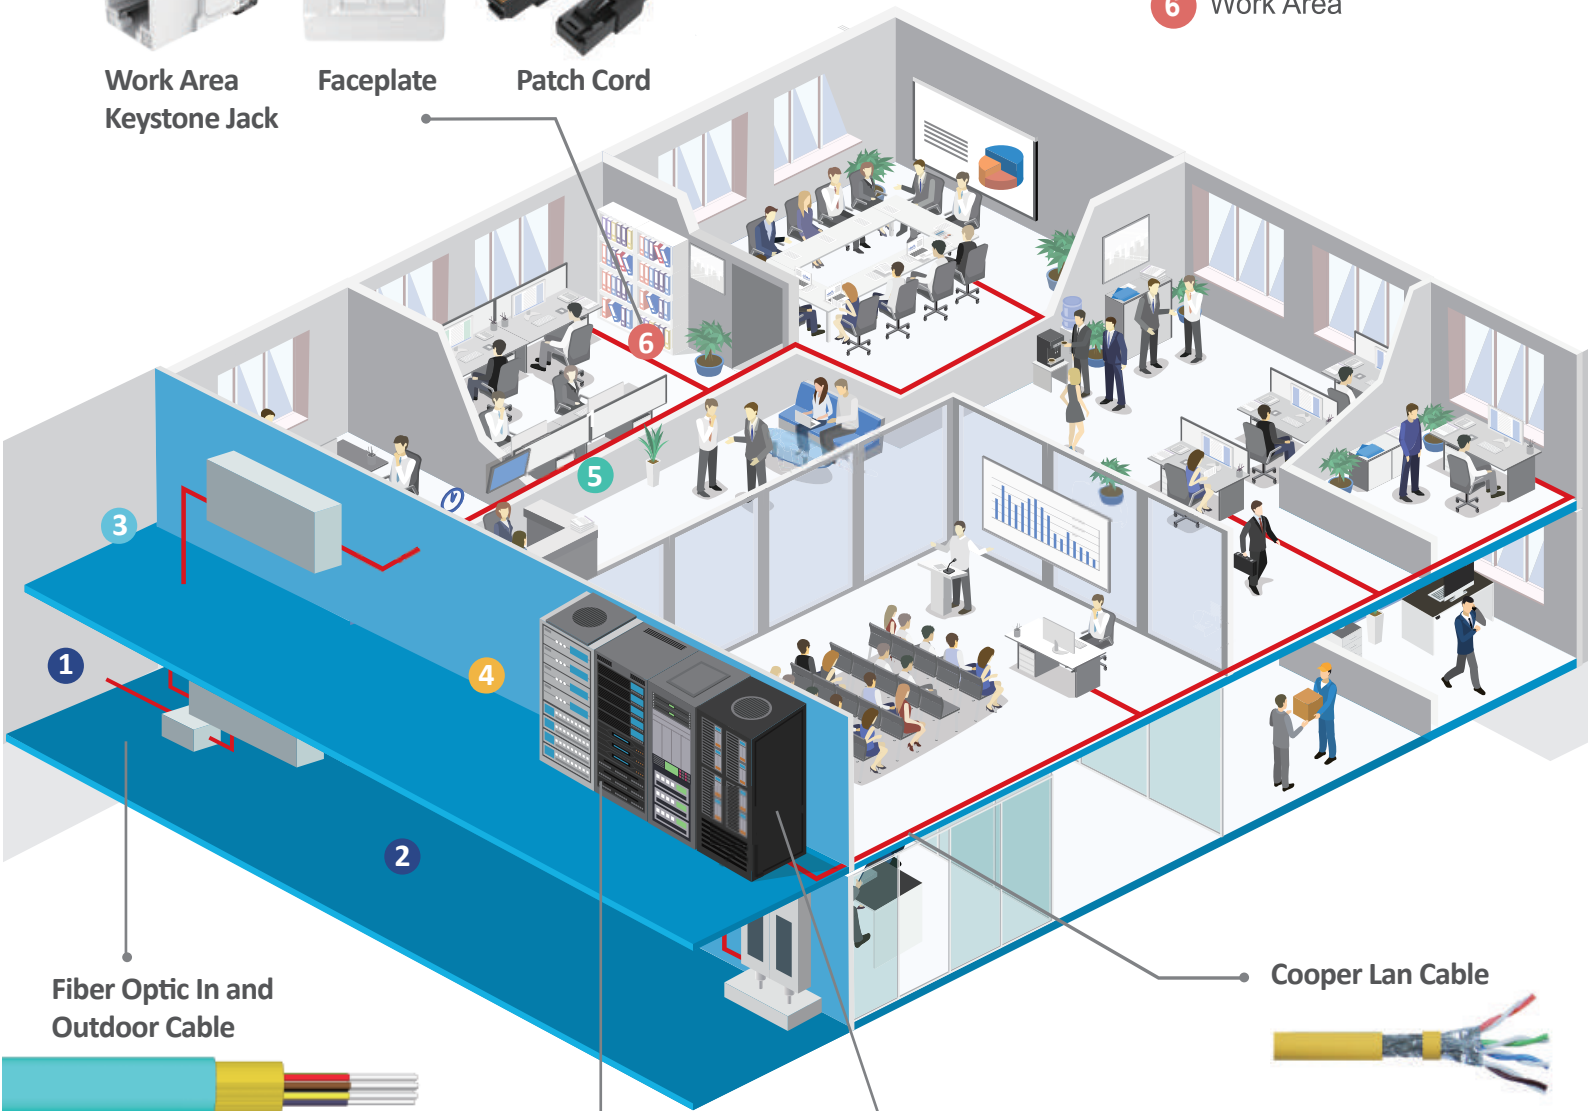 6 Work Area
Work Area
Keystone Jack
Faceplate
Patch Cord
6
5
3
1
4
2
Fiber Optic In and
Outdoor Cable
Cooper Lan Cable